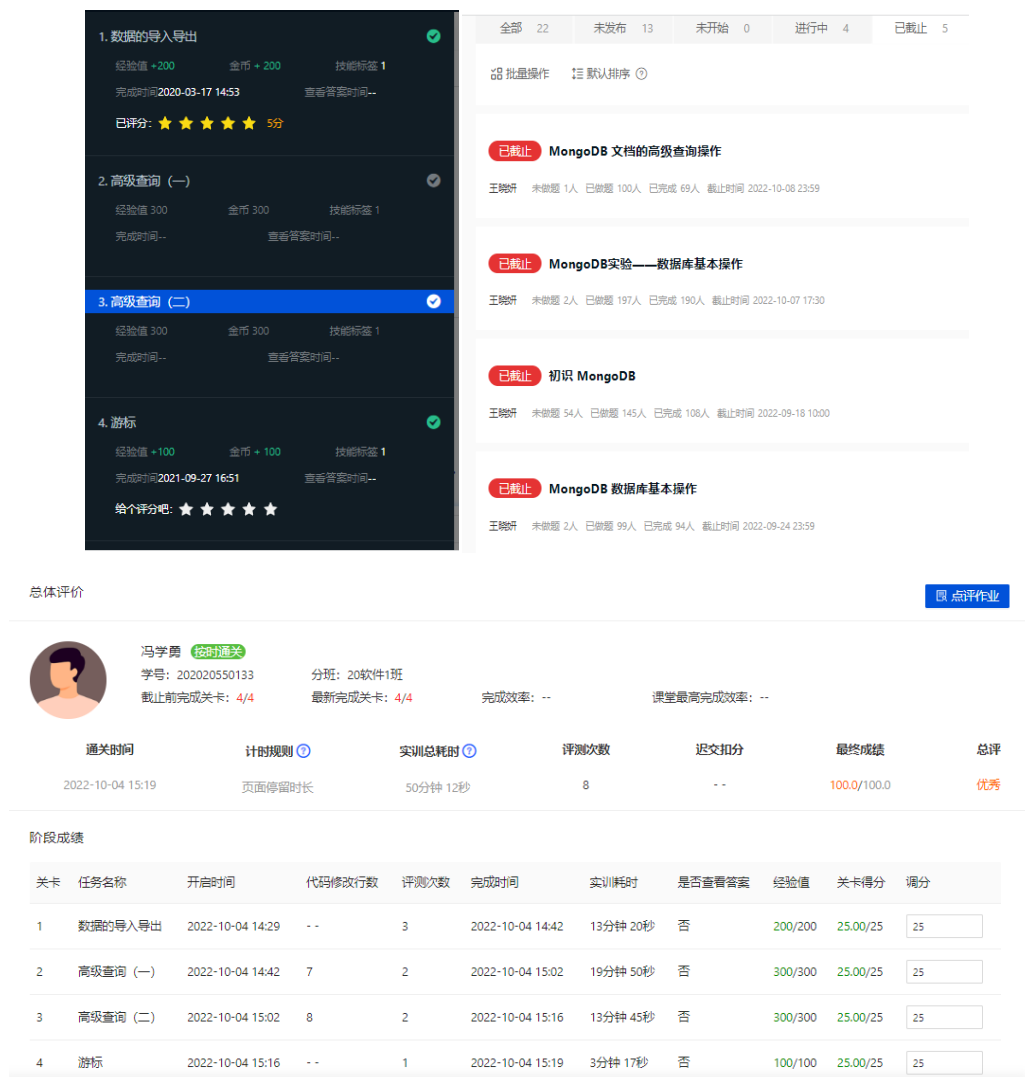 1. 数据的导入导出
经验值 +200 金币 + 200 技能标签 1
完成时间2020-03-17 14:53 查看答案时间--
已评分: 5分
2. 高级查询（一）
经验值 300 金币 300 技能标签 1
完成时间-- 查看答案时间--
3. 高级查询（二）
经验值 300 金币 300 技能标签 1
完成时间-- 查看答案时间--
4. 游标
经验值 +100 金币 + 100 技能标签 1
完成时间2021-09-27 16:51 查看答案时间--
给个评分吧:
全部 22 未发布 13 未开始 0 进行中 4 已截止 5
批量操作 默认排序
已截止 MongoDB 文档的高级查询操作
王晓妍 未做题 1人 已做题 100人 已完成 69人 截止时间 2022-10-08 23:59
已截止 MongoDB实验——数据库基本操作
王晓妍 未做题 2人 已做题 197人 已完成 190人 截止时间 2022-10-07 17:30
已截止 初识 MongoDB
王晓妍 未做题 54人 已做题 145人 已完成 108人 截止时间 2022-09-18 10:00
已截止 MongoDB 数据库基本操作
王晓妍 未做题 2人 已做题 99人 已完成 94人 截止时间 2022-09-24 23:59
总体评价 点评作业
冯学勇 按时通关
学号: 202020550133 分班: 20软件1班
截止前完成关卡: 4/4 最新完成关卡: 4/4 完成效率: -- 课堂最高完成效率: --
通关时间 计时规则 实训总耗时 评测次数 迟交扣分 最终成绩 总评
2022-10-04 15:19 页面停留时长 50分钟 12秒 8 -- 100.0/100.0 优秀
阶段成绩
关卡 任务名称 开启时间 代码修改行数 评测次数 完成时间 实训耗时 是否查看答案 经验值 关卡得分 调分
1 数据的导入导出 2022-10-04 14:29 -- 3 2022-10-04 14:42 13分钟 20秒 否 200/200 25.00/25 25
2 高级查询（一） 2022-10-04 14:42 7 2 2022-10-04 15:02 19分钟 50秒 否 300/300 25.00/25 25
3 高级查询（二） 2022-10-04 15:02 8 2 2022-10-04 15:16 13分钟 45秒 否 300/300 25.00/25 25
4 游标 2022-10-04 15:16 -- 1 2022-10-04 15:19 3分钟 17秒 否 100/100 25.00/25 25